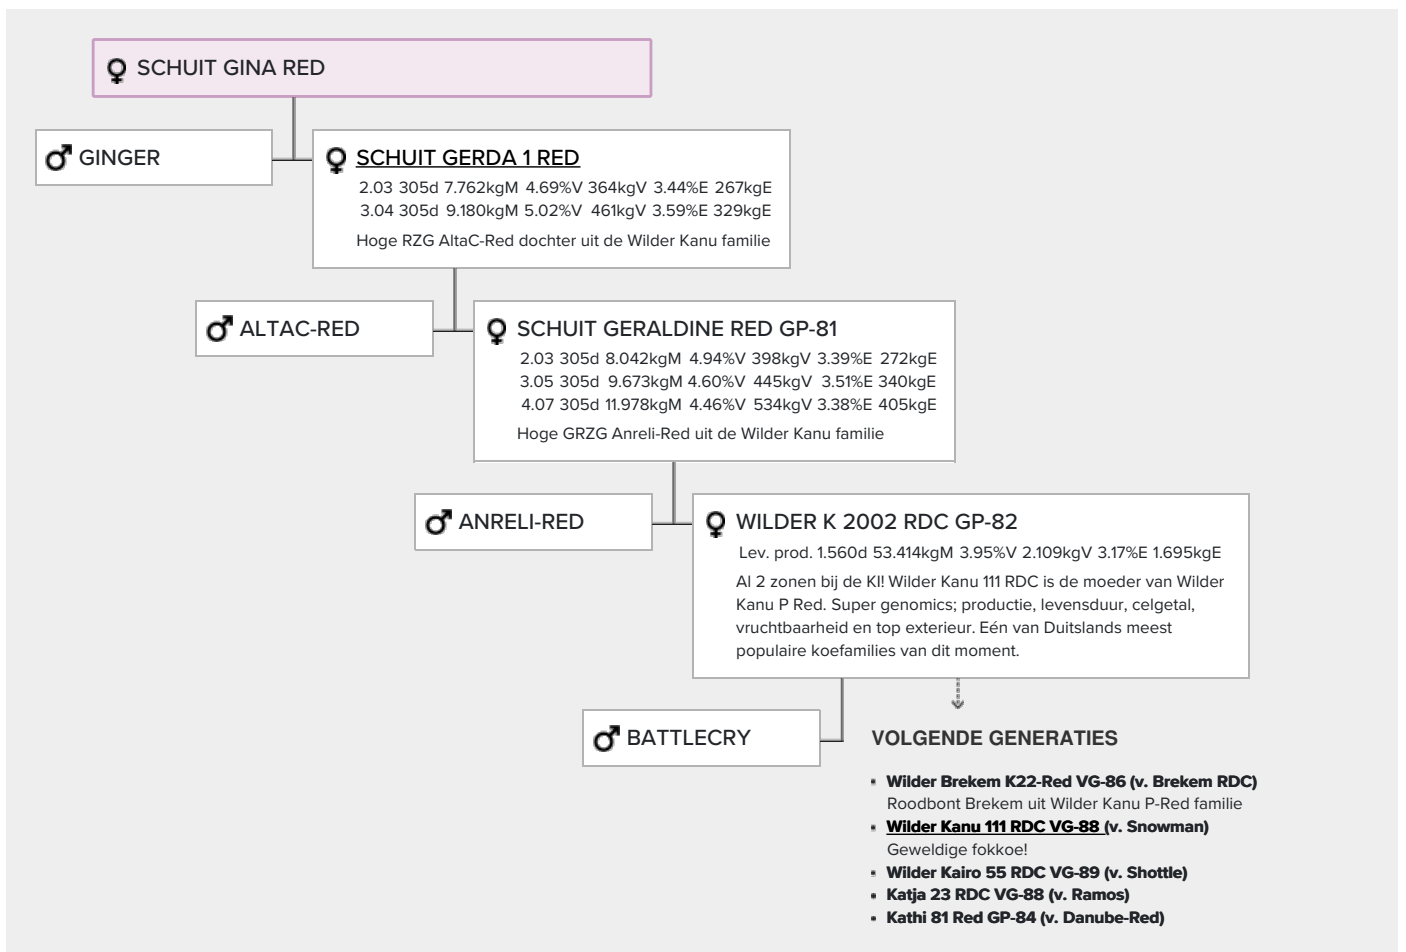 SCHUIT GINA RED
GINGER
SCHUIT GERDA 1 RED
2.03 305d 7.762kgM 4.69%V 364kgV 3.44%E 267kgE
3.04 305d 9.180kgM 5.02%V 461kgV 3.59%E 329kgE
Hoge RZG AltaC-Red dochter uit de Wilder Kanu familie
ALTAC-RED
SCHUIT GERALDINE RED GP-81
2.03 305d 8.042kgM 4.94%V 398kgV 3.39%E 272kgE
3.05 305d 9.673kgM 4.60%V 445kgV 3.51%E 340kgE
4.07 305d 11.978kgM 4.46%V 534kgV 3.38%E 405kgE
Hoge GRZG Anreli-Red uit de Wilder Kanu familie
ANRELI-RED
WILDER K 2002 RDC GP-82
Lev. prod. 1.560d 53.414kgM 3.95%V 2.109kgV 3.17%E 1.695kgE
Al 2 zonen bij de KI! Wilder Kanu 111 RDC is de moeder van Wilder
Kanu P Red. Super genomics; productie, levensduur, celgetal,
vruchtbaarheid en top exterieur. Eén van Duitslands meest
populaire koefamilies van dit moment.
BATTLECRY
VOLGENDE GENERATIES
Wilder Brekem K22-Red VG-86 (v. Brekem RDC)
Roodbont Brekem uit Wilder Kanu P-Red familie
Wilder Kanu 111 RDC VG-88 (v. Snowman)
Geweldige fokkoe!
Wilder Kairo 55 RDC VG-89 (v. Shottle)
Katja 23 RDC VG-88 (v. Ramos)
Kathi 81 Red GP-84 (v. Danube-Red)